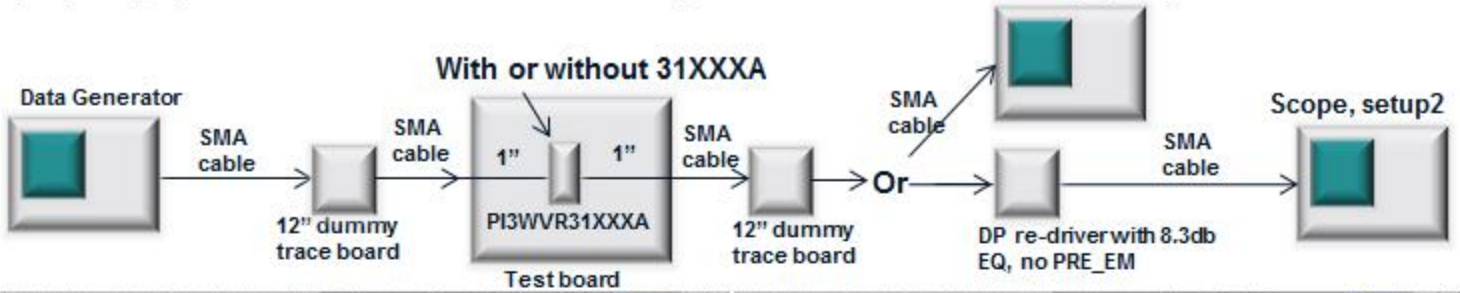 Data Generator
SMA
cable
12” dummy
trace board
SMA
cable
With or without 31XXXA
1”
1”
PI3WVR31XXXA
Test board
SMA
cable
12” dummy
trace board
Or
SMA
cable
DP re-driver with 8.3db
EQ, no PRE_EM
SMA
cable
Scope, setup2